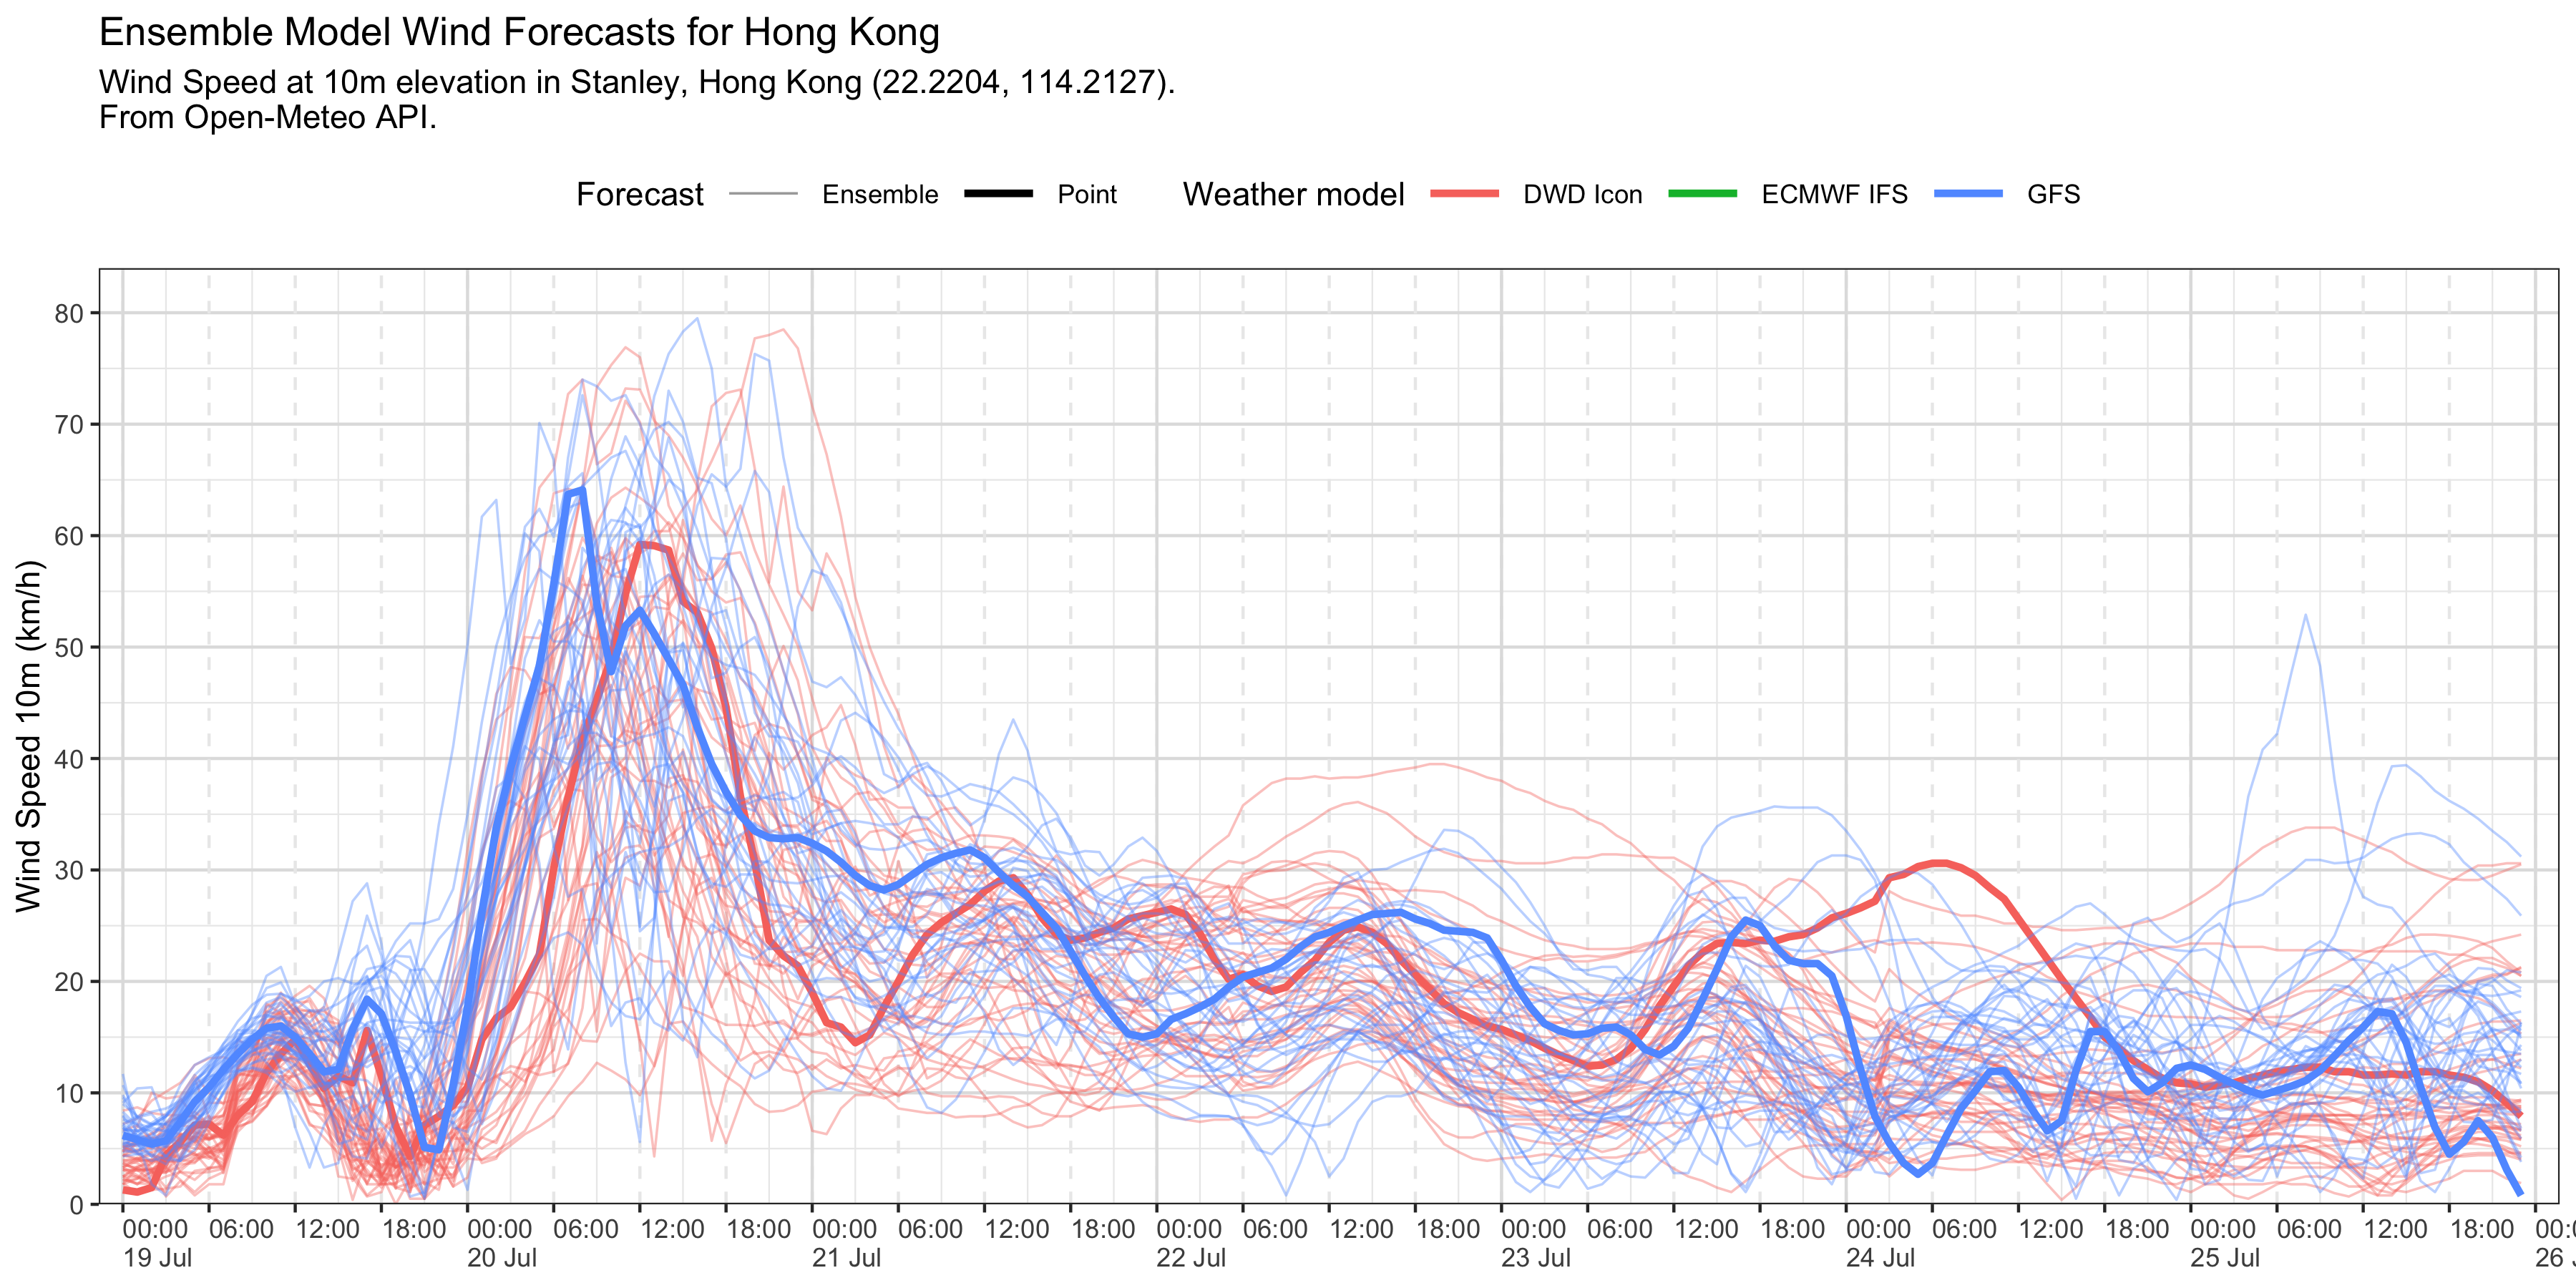 Ensemble Model Wind Forecasts for Hong Kong
Wind Speed at 10m elevation in Stanley, Hong Kong (22.2204, 114.2127).
From Open-Meteo API.
Forecast Ensemble Point Weather model DWD Icon ECMWF IFS GFS
Wind Speed 10m (km/h)
80
70
60
50
40
30
20
10
0
00:00 06:00 12:00 18:00 00:00 06:00 12:00 18:00 00:00 06:00 12:00 18:00 00:00 06:00 12:00 18:00 00:00 06:00 12:00 18:00 00:00 06:00 12:00 18:00 00:00 06:00 12:00 18:00 00:0
19 Jul 20 Jul 21 Jul 22 Jul 23 Jul 24 Jul 25 Jul 26